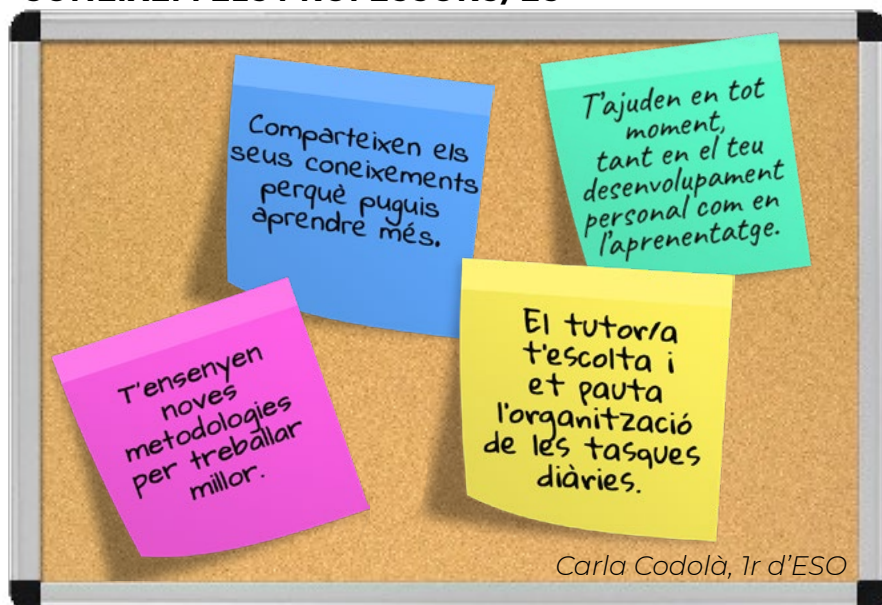 Comparteixen els
seus coneixements
perquè puguis
aprendre més.
T'ajuden en tot
moment,
tant en el teu
desenvolupament
personal com en
l'aprenentatge.
T'ensenyen
noves
metodologies
per treballar
millor.
El tutor/a
t'escolta i
et pauta
l'organització
de les tasques
diàries.
Carla Codolà, 1r d'ESO